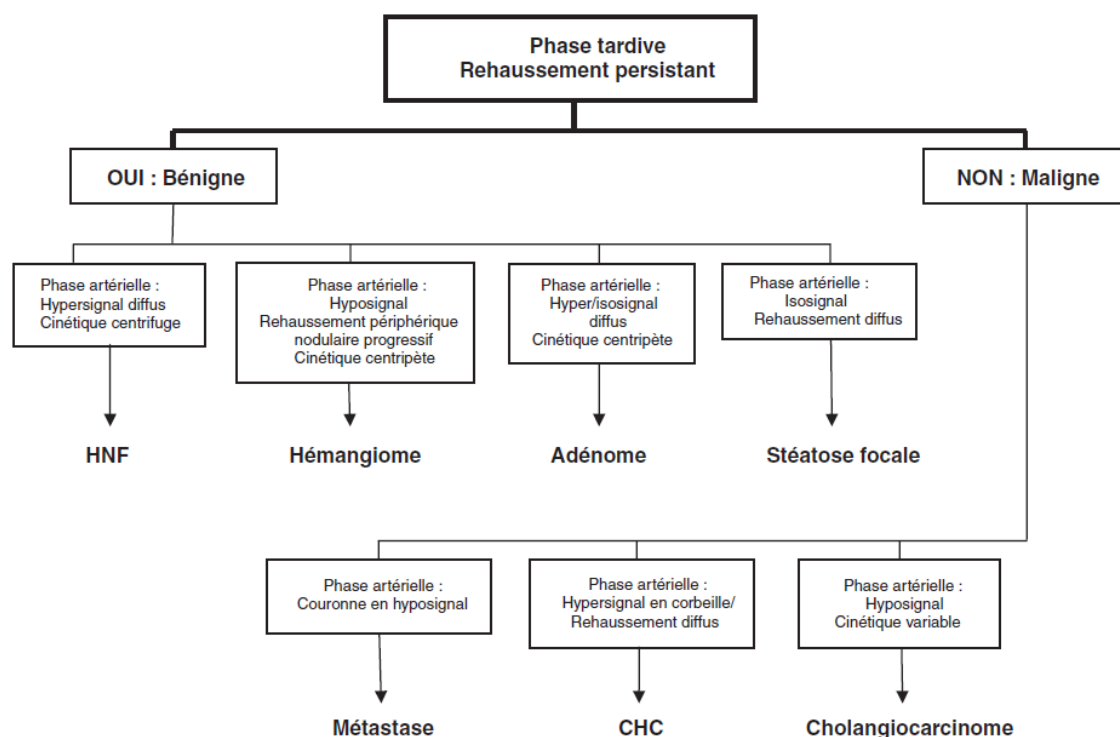 Phase tardive
Rehaussement persistant
OUI : Bénigne
NON : Maligne
Phase artérielle :
Hypersignal diffus
Cinétique centrifuge
Phase artérielle :
Hyposignal
Rehaussement périphérique
nodulaire progressif
Cinétique centripète
Phase artérielle :
Hyper/isosignal
diffus
Cinétique centripète
Phase artérielle :
Isosignal
Rehaussement diffus
HNF
Hémangiome
Adénome
Stéatose focale
Phase artérielle :
Couronne en hyposignal
Phase artérielle :
Hypersignal en corbeille/
Rehaussement diffus
Phase artérielle :
Hyposignal
Cinétique variable
Métastase
CHC
Cholangiocarcinome